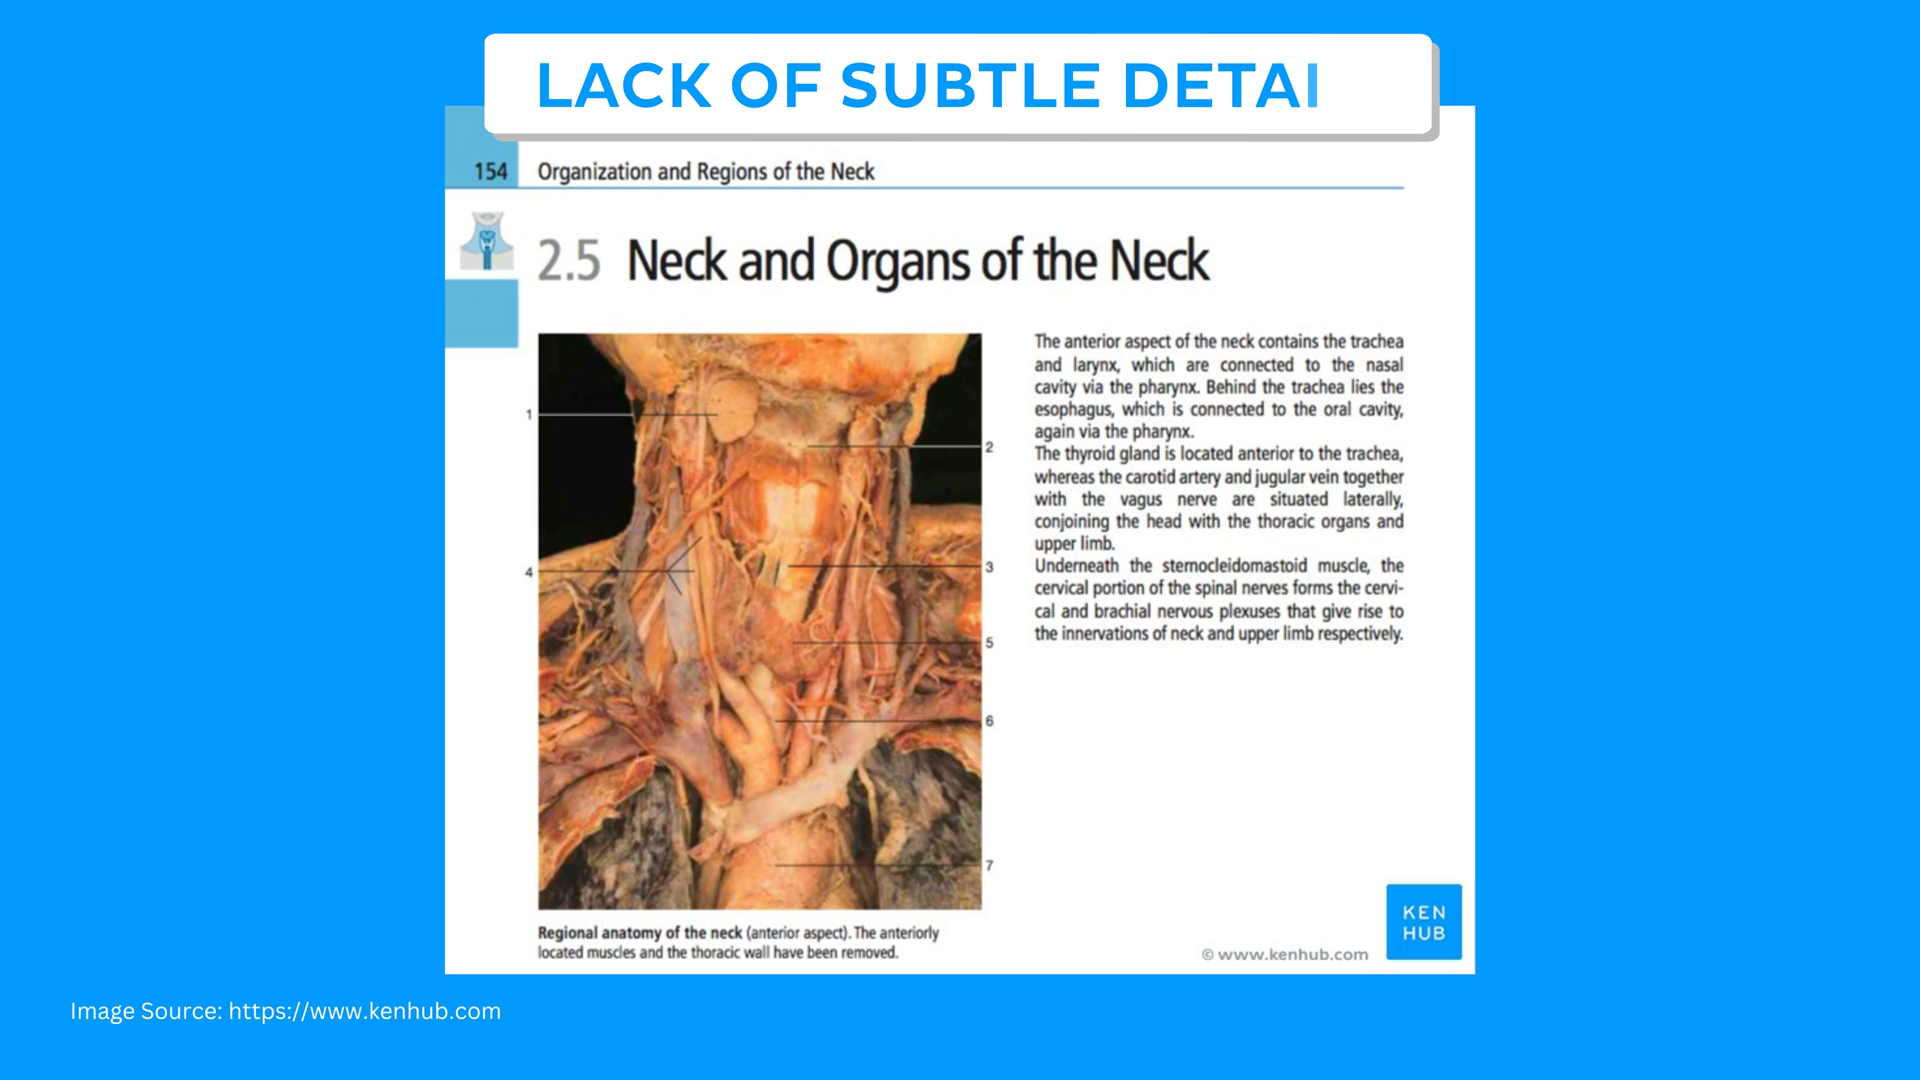 LACK OF SUBTLE DETAI
154 Organization and Regions of the Neck
2.5 Neck and Organs of the Neck
1
2
3
4
5
6
7
The anterior aspect of the neck contains the trachea
and larynx, which are connected to the nasal
cavity via the pharynx. Behind the trachea lies the
esophagus, which is connected to the oral cavity,
again via the pharynx.
The thyroid gland is located anterior to the trachea,
whereas the carotid artery and jugular vein together
with the vagus nerve are situated laterally,
conjoining the head with the thoracic organs and
upper limb.
Underneath the sternocleidomastoid muscle, the
cervical portion of the spinal nerves forms the cervi-
cal and brachial nervous plexuses that give rise to
the innervations of neck and upper limb respectively.
Regional anatomy of the neck (anterior aspect). The anteriorly
located muscles and the thoracic wall have been removed.
© www.kenhub.com
KEN
HUB
Image Source: https://www.kenhub.com